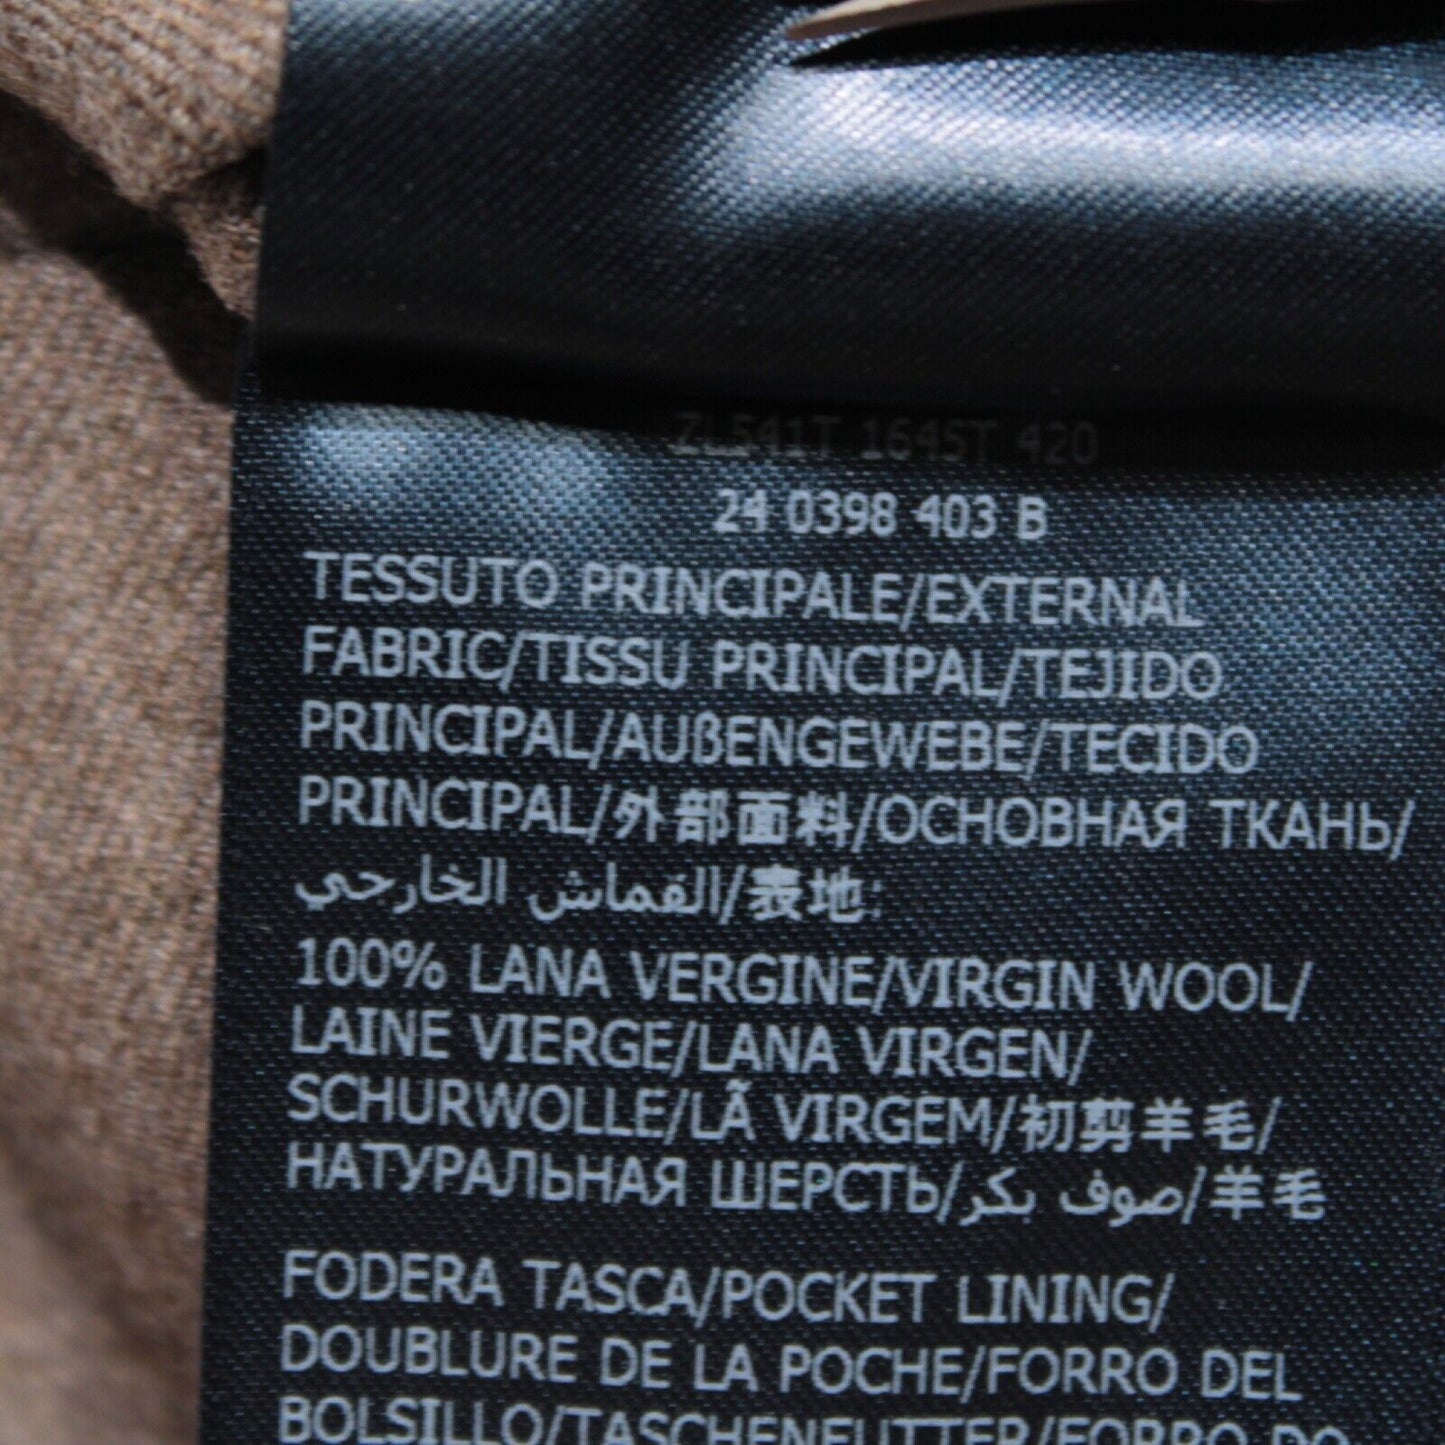 ZL541T 1645T 420
24 0398 403 B
TESSUTO PRINCIPALE/EXTERNAL
FABRIC/TISSU PRINCIPAL/TEJIDO
PRINCIPAL/AUßENGEWEBE/TECIDO
PRINCIPAL/外部面料/ОСНОВНАЯ ТКАНЬ/
القماش الخارجي/表地:
100% LANA VERGINE/VIRGIN WOOL/
LAINE VIERGE/LANA VIRGEN/
SCHURWOLLE/LÃ VIRGEM/初剪羊毛/
НАТУРАЛЬНАЯ ШЕРСТЬ/صوف بكر/羊毛
FODERA TASCA/POCKET LINING/
DOUBLURE DE LA POCHE/FORRO DEL
BOLSILLO/TASCHENFUTTER/FORRO DO